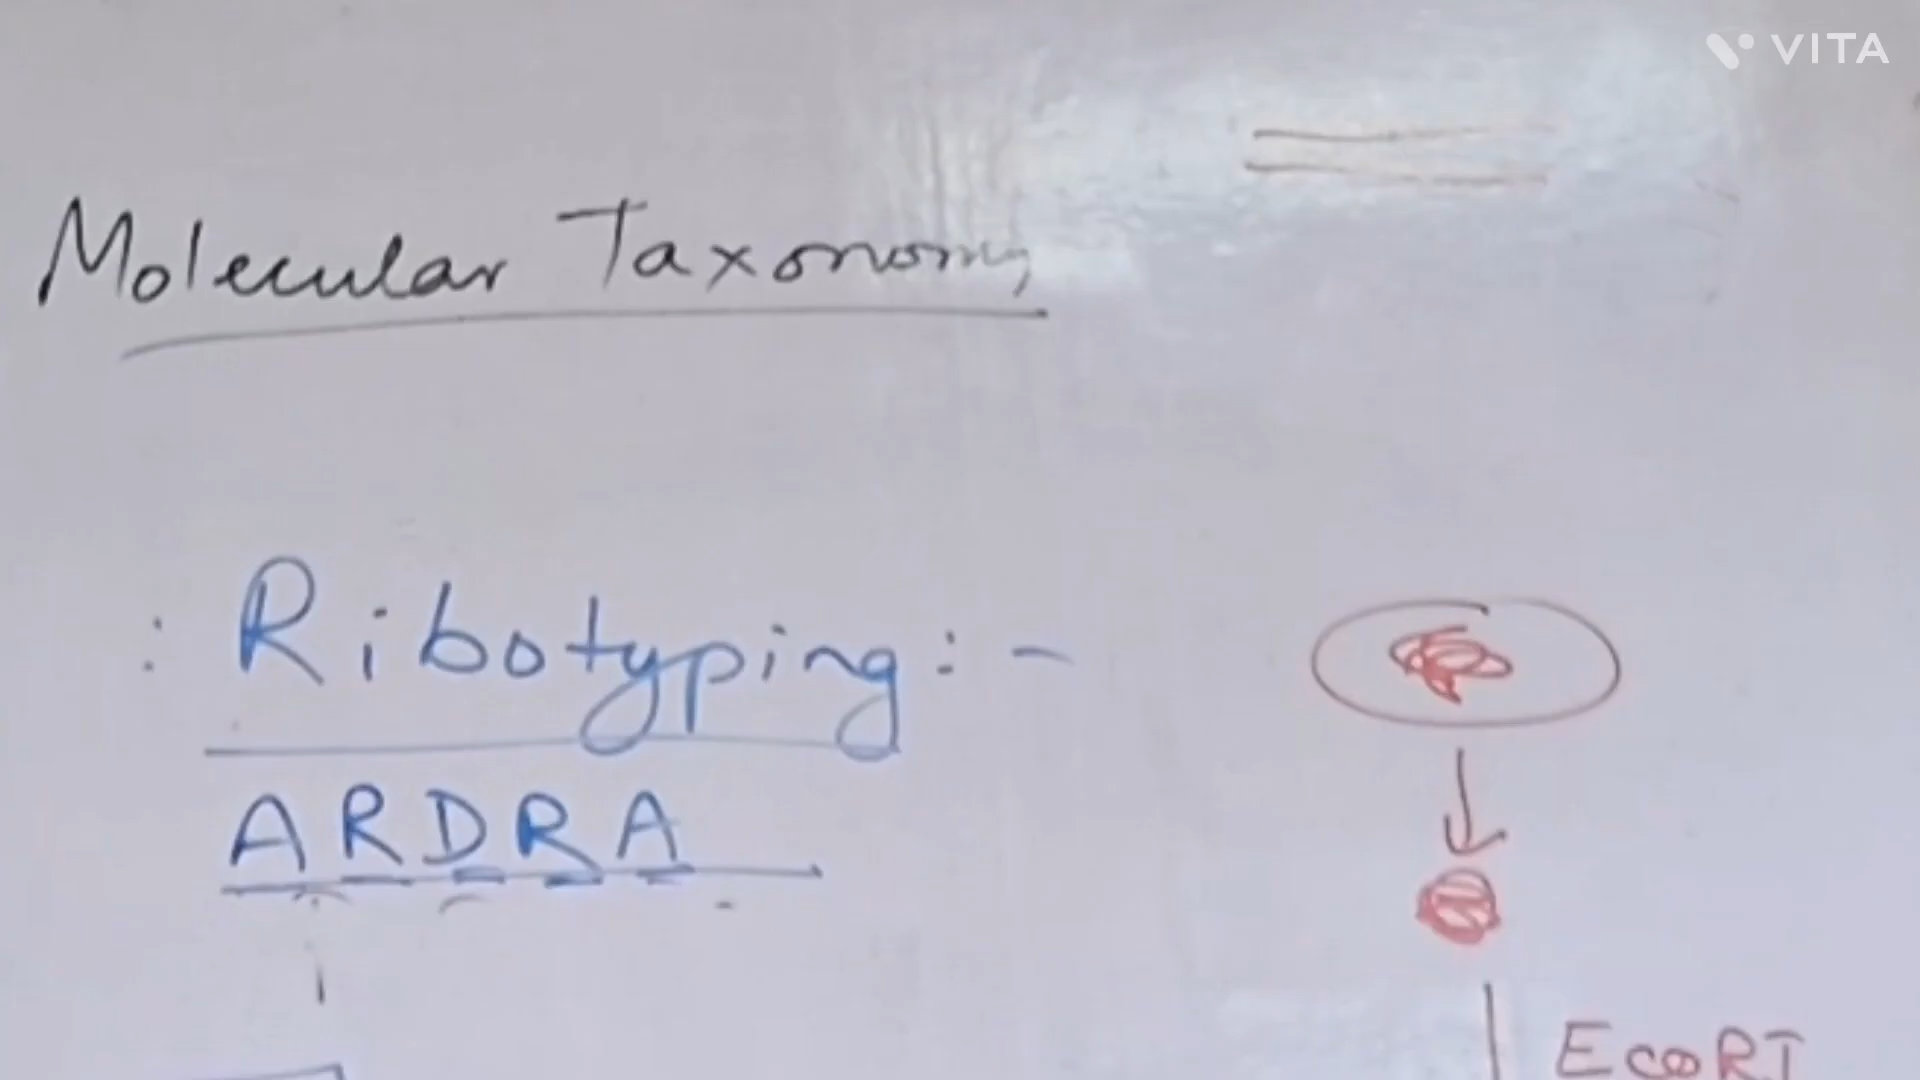 VITA
Molecular Taxonomy
: Ribotyping : -
ARDRA
EcoRI